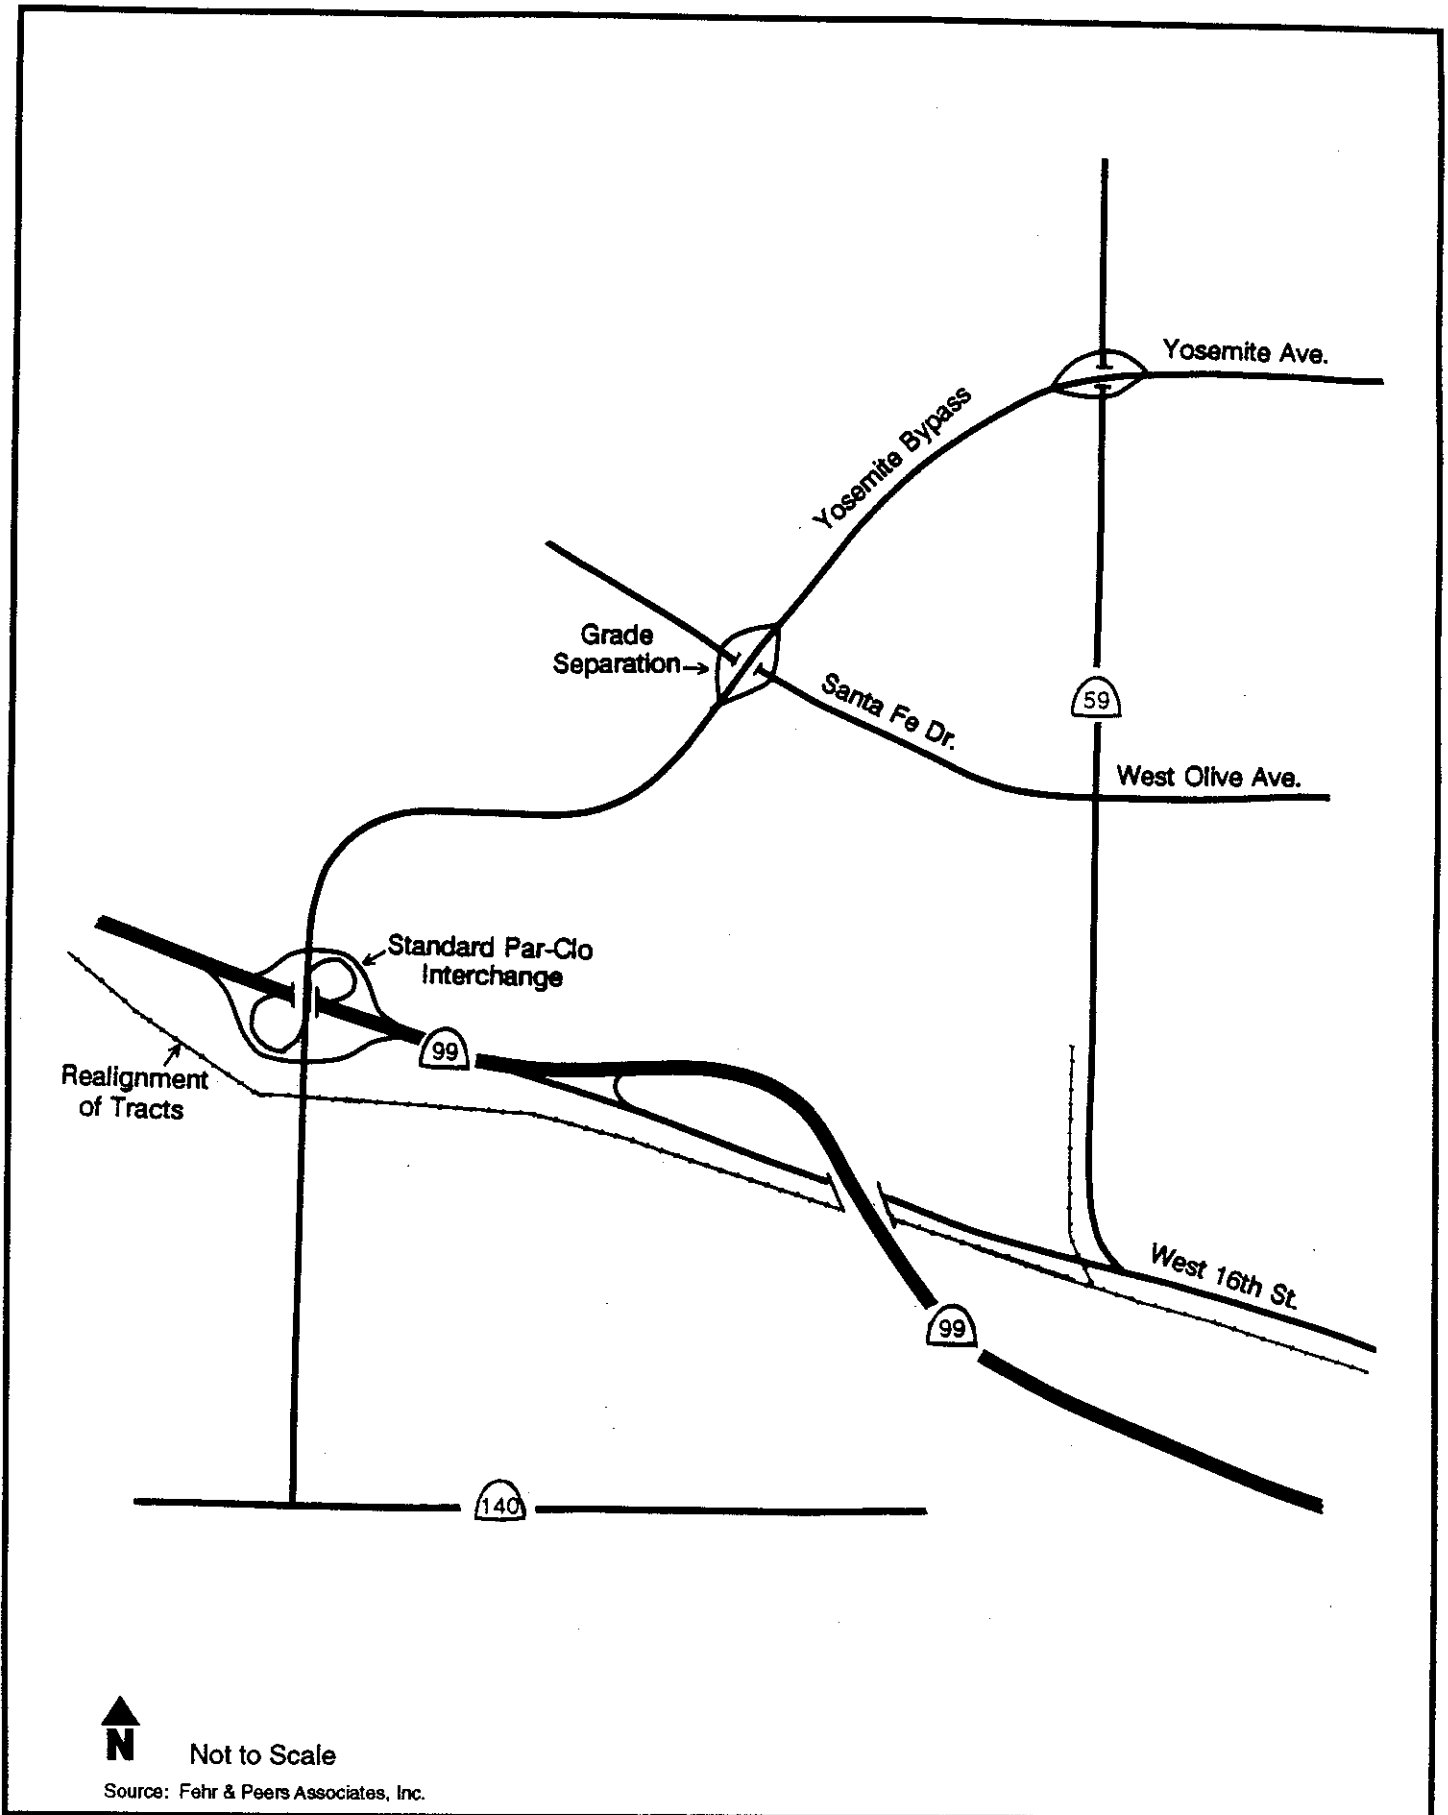 Yosemite Ave.
Yosemite Bypass
Grade
Separation
Santa Fe Dr.
59
West Olive Ave.
Standard Par-Clo
Interchange
99
Realignment
of Tracts
West 16th St.
99
140
N
Not to Scale
Source: Fehr & Peers Associates, Inc.